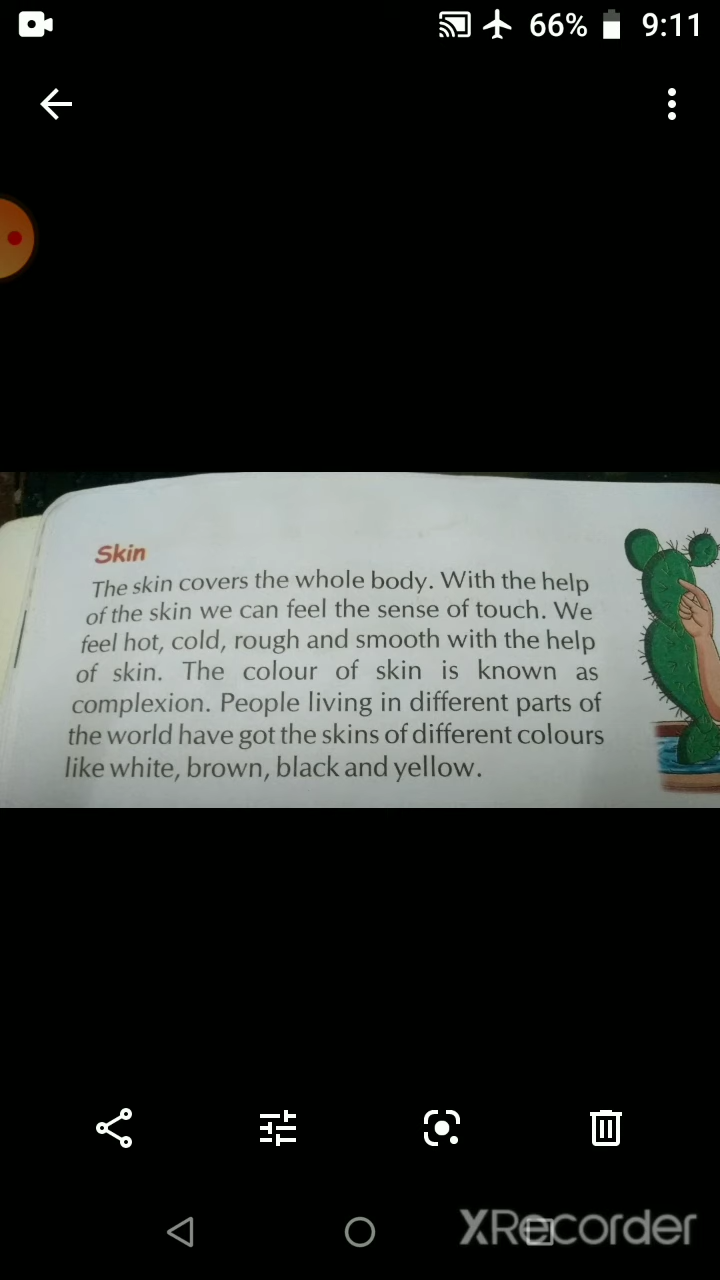 66% 9:11
Skin
The skin covers the whole body. With the help
of the skin we can feel the sense of touch. We
feel hot, cold, rough and smooth with the help
of skin. The colour of skin is known as
complexion. People living in different parts of
the world have got the skins of different colours
like white, brown, black and yellow.
XRecorder